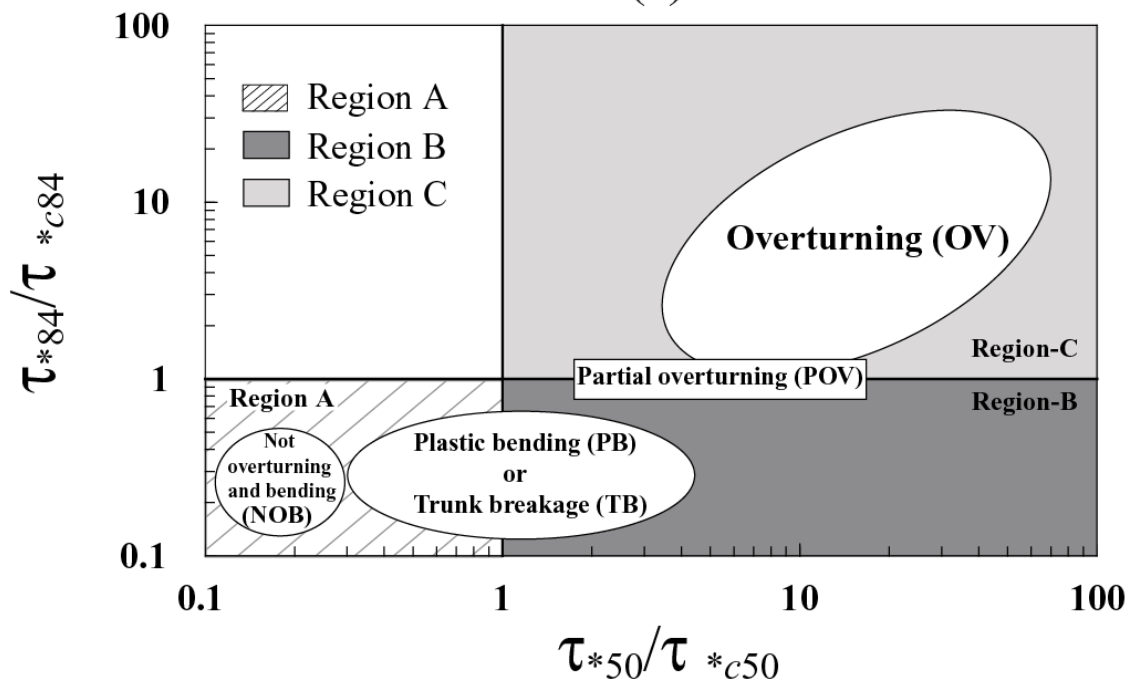 100
10
1
0.1
τ*84/τ *c84
Region A
Region B
Region C
Overturning (OV)
Region-C
Partial overturning (POV)
Region A
Region-B
Not
overturning
and bending
(NOB)
Plastic bending (PB)
or
Trunk breakage (TB)
0.1
1
10
100
τ*50/τ *c50